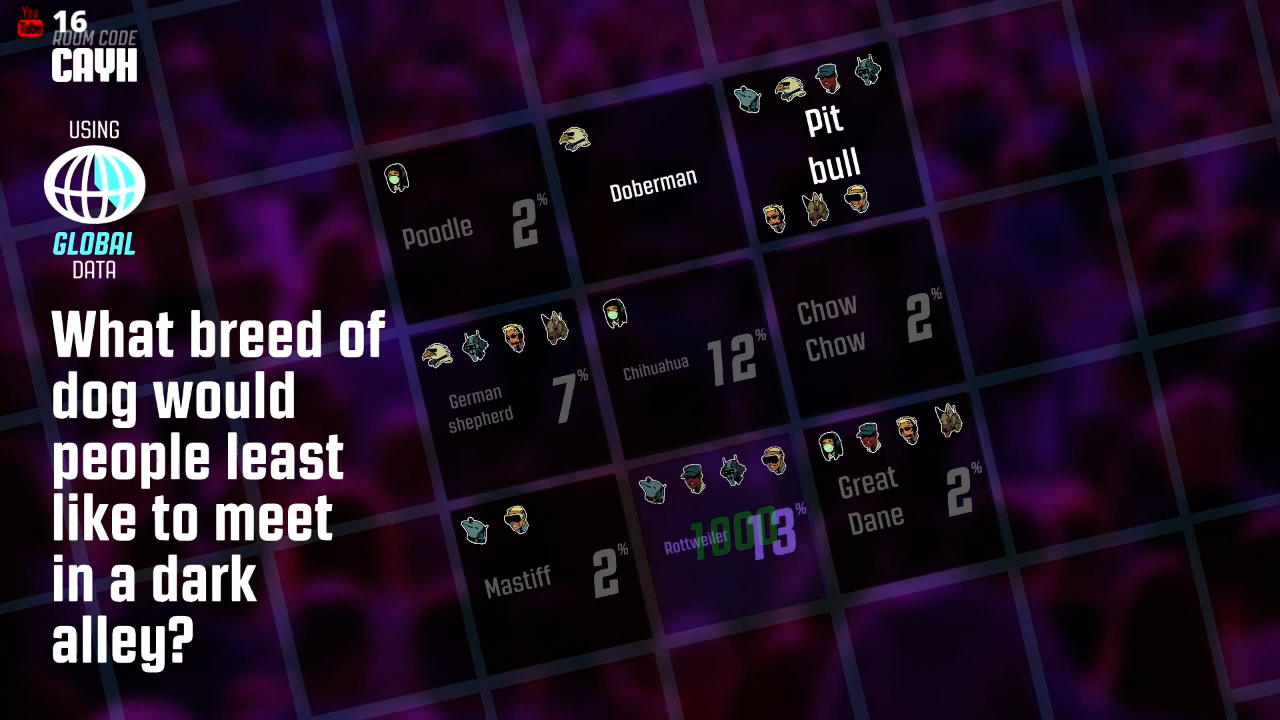 You
Tube
16
ROOM CODE
CAYH
USING
GLOBAL
DATA
What breed of
dog would
people least
like to meet
in a dark
alley?
Poodle 2%
Doberman
Pit
bull
German
shepherd 7%
Chihuahua 12%
Chow
Chow 2%
Mastiff 2%
Rottweiler 1000 13%
Great
Dane 2%